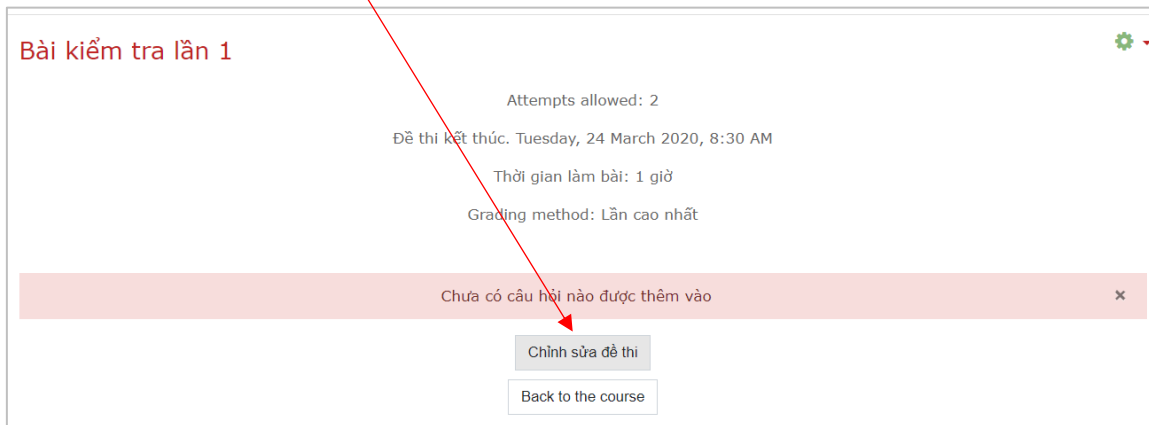 Bài kiểm tra lần 1
Attempts allowed: 2
Đề thi kết thúc. Tuesday, 24 March 2020, 8:30 AM
Thời gian làm bài: 1 giờ
Grading method: Lần cao nhất
Chưa có câu hỏi nào được thêm vào
Chỉnh sửa đề thi
Back to the course